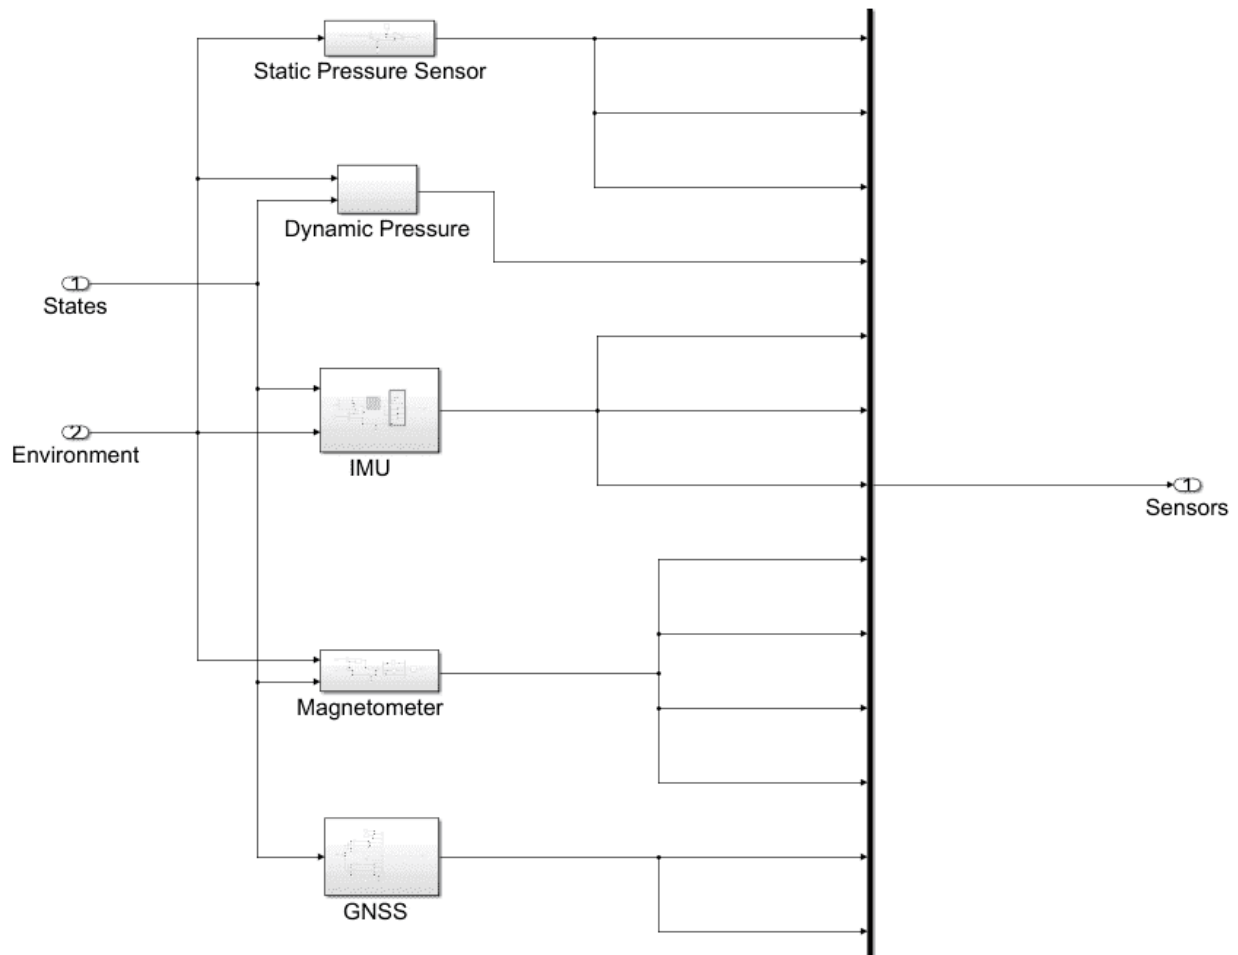 Static Pressure Sensor
Dynamic Pressure
1
States
2
Environment
IMU
1
Sensors
Magnetometer
GNSS